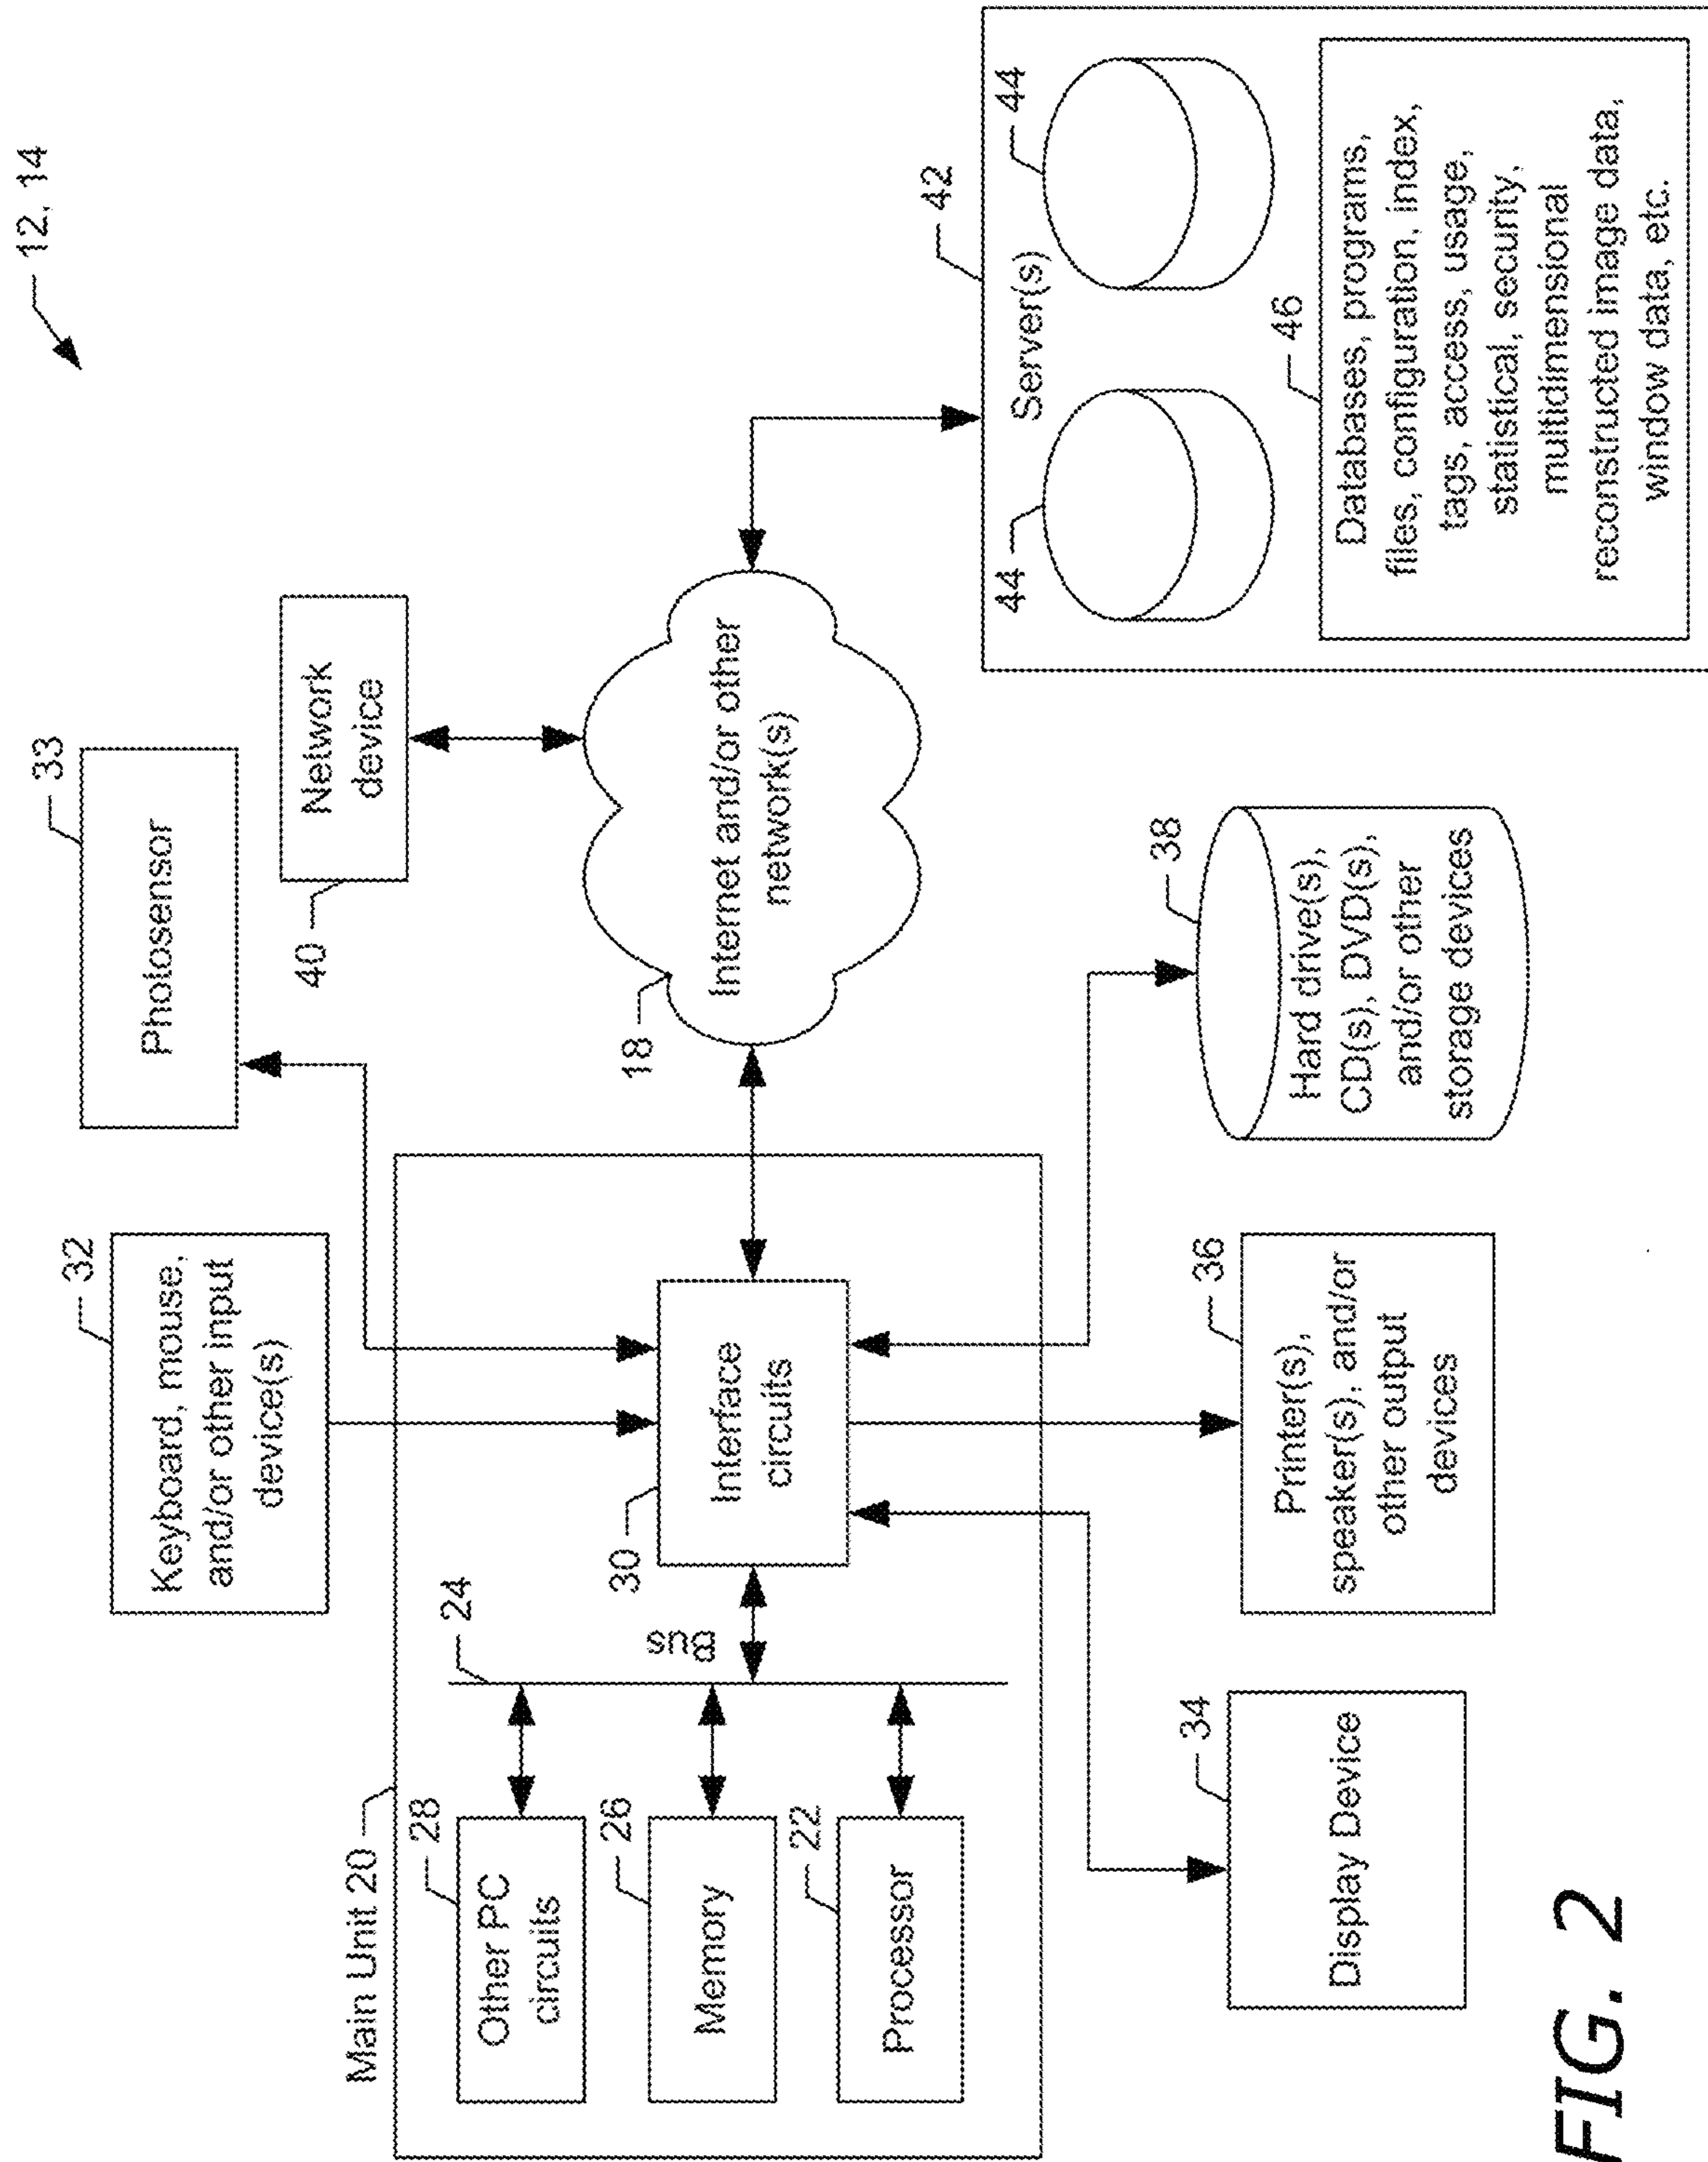 12, 14
33
Photosensor
32
Keyboard, mouse,
and/or other input
device(s)
Network
device
40
Main Unit 20
24
28
Other PC
circuits
Bus
30
Interface
circuits
18
Internet and/or other
network(s)
26
Memory
22
Processor
42
Server(s)
44
44
46
Databases, programs,
files, configuration, index,
tags, access, usage,
statistical, security,
multidimensional
reconstructed image data,
window data, etc.
34
Display Device
36
Printer(s),
speaker(s), and/or
other output
devices
38
Hard drive(s),
CD(s), DVD(s),
and/or other
storage devices
FIG. 2